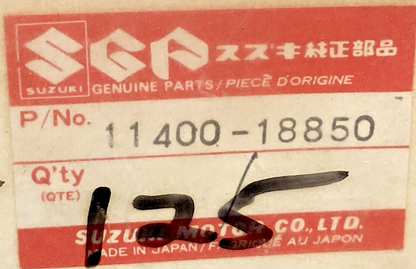 SGP スズキ純正部品
SUZUKI GENUINE PARTS/PIECE D'ORIGINE
P/No. 11400-18850
Q'ty
(QTE)
125
SUZUKI MOTOR CO., LTD.
MADE IN JAPAN/FABRIQUÉ AU JAPON